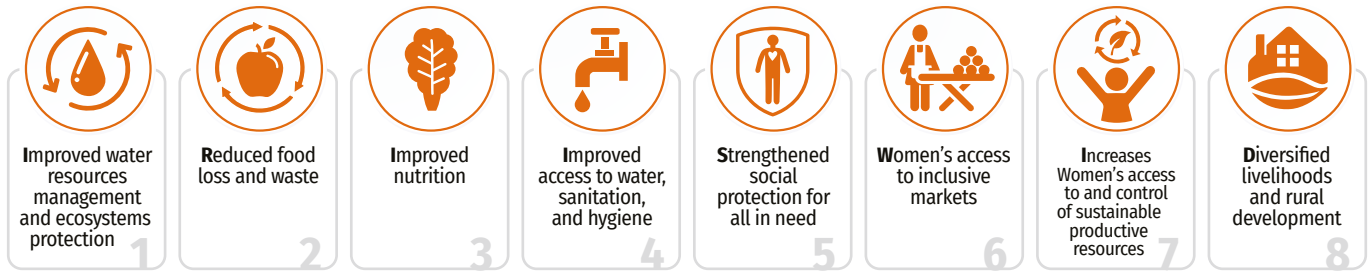 Improved water
resources
management
and ecosystems
protection
1
Reduced food
loss and waste
2
Improved
nutrition
3
Improved
access to water,
sanitation,
and hygiene
4
Strengthened
social
protection for
all in need
5
Women’s access
to inclusive
markets
6
Increases
Women’s access
to and control
of sustainable
productive
resources
7
Diversified
livelihoods
and rural
development
8